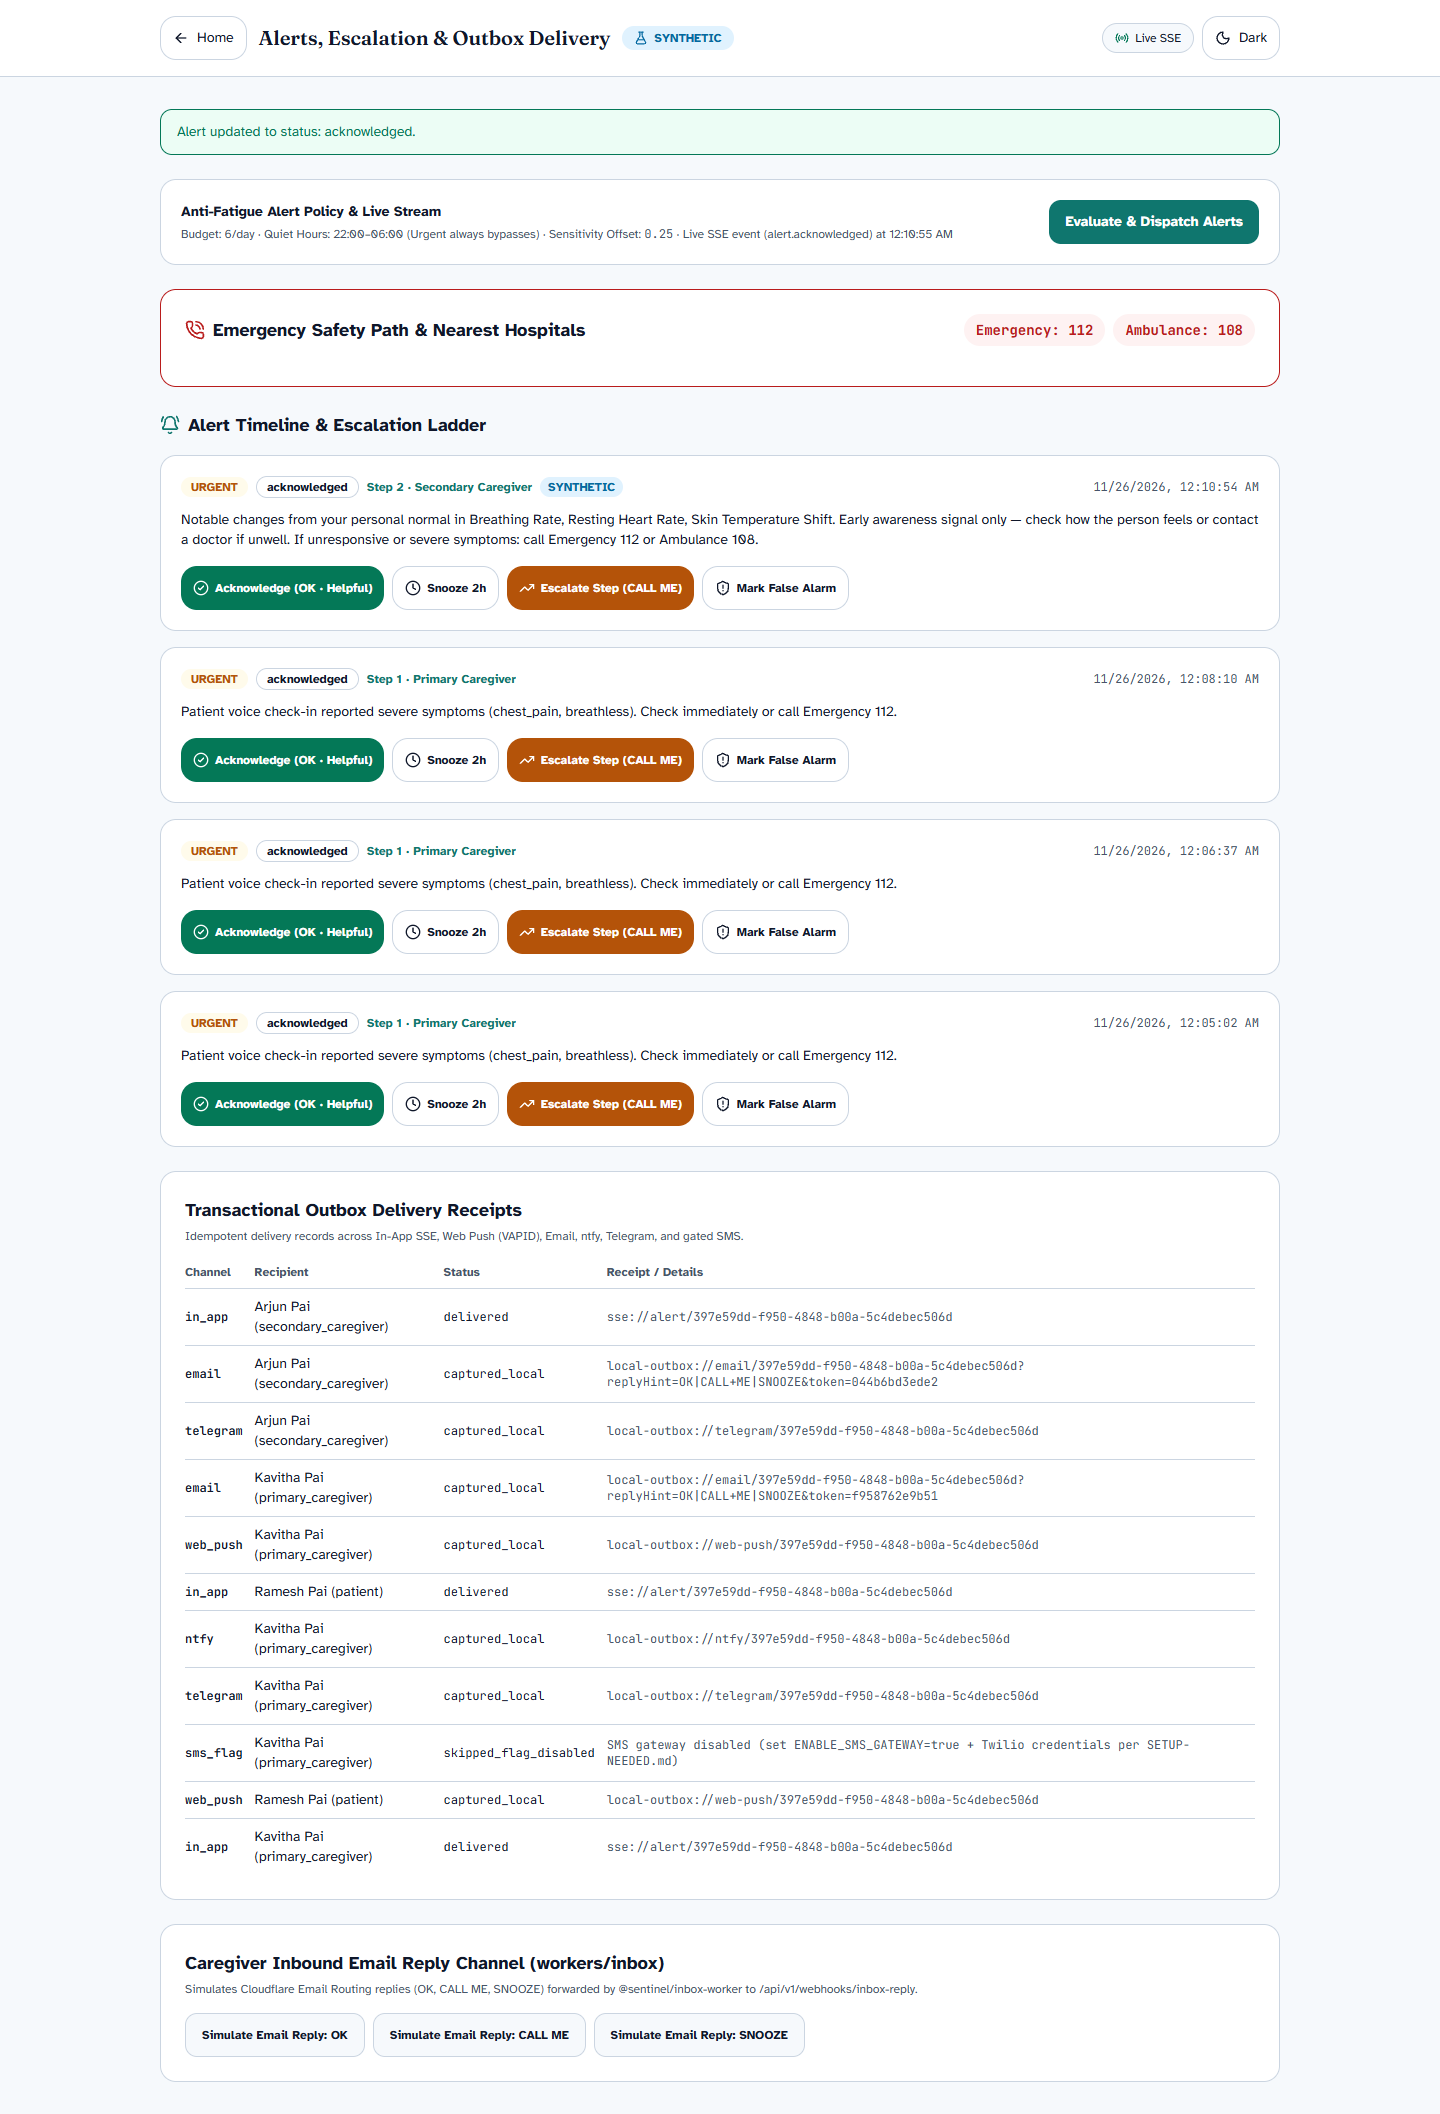 Home
Alerts, Escalation & Outbox Delivery
SYNTHETIC
Live SSE
Dark
Alert updated to status: acknowledged.
Anti-Fatigue Alert Policy & Live Stream
Budget: 6/day · Quiet Hours: 22:00–06:00 (Urgent always bypasses) · Sensitivity Offset: 0.25 · Live SSE event (alert.acknowledged) at 12:10:55 AM
Evaluate & Dispatch Alerts
Emergency Safety Path & Nearest Hospitals
Emergency: 112
Ambulance: 108
Alert Timeline & Escalation Ladder
URGENT acknowledged Step 2 · Secondary Caregiver SYNTHETIC 11/26/2026, 12:10:54 AM
Notable changes from your personal normal in Breathing Rate, Resting Heart Rate, Skin Temperature Shift. Early awareness signal only — check how the person feels or contact
a doctor if unwell. If unresponsive or severe symptoms: call Emergency 112 or Ambulance 108.
Acknowledge (OK · Helpful) Snooze 2h Escalate Step (CALL ME) Mark False Alarm
URGENT acknowledged Step 1 · Primary Caregiver 11/26/2026, 12:08:10 AM
Patient voice check-in reported severe symptoms (chest_pain, breathless). Check immediately or call Emergency 112.
Acknowledge (OK · Helpful) Snooze 2h Escalate Step (CALL ME) Mark False Alarm
URGENT acknowledged Step 1 · Primary Caregiver 11/26/2026, 12:06:37 AM
Patient voice check-in reported severe symptoms (chest_pain, breathless). Check immediately or call Emergency 112.
Acknowledge (OK · Helpful) Snooze 2h Escalate Step (CALL ME) Mark False Alarm
URGENT acknowledged Step 1 · Primary Caregiver 11/26/2026, 12:05:02 AM
Patient voice check-in reported severe symptoms (chest_pain, breathless). Check immediately or call Emergency 112.
Acknowledge (OK · Helpful) Snooze 2h Escalate Step (CALL ME) Mark False Alarm
Transactional Outbox Delivery Receipts
Idempotent delivery records across In-App SSE, Web Push (VAPID), Email, ntfy, Telegram, and gated SMS.
Channel Recipient Status Receipt / Details
in_app Arjun Pai (secondary_caregiver) delivered sse://alert/397e59dd-f950-4848-b00a-5c4debec506d
email Arjun Pai (secondary_caregiver) captured_local local-outbox://email/397e59dd-f950-4848-b00a-5c4debec506d?
replyHint=OK|CALL+ME|SNOOZE&token=044b6bd3ede2
telegram Arjun Pai (secondary_caregiver) captured_local local-outbox://telegram/397e59dd-f950-4848-b00a-5c4debec506d
email Kavitha Pai (primary_caregiver) captured_local local-outbox://email/397e59dd-f950-4848-b00a-5c4debec506d?
replyHint=OK|CALL+ME|SNOOZE&token=f958762e9b51
web_push Kavitha Pai (primary_caregiver) captured_local local-outbox://web-push/397e59dd-f950-4848-b00a-5c4debec506d
in_app Ramesh Pai (patient) delivered sse://alert/397e59dd-f950-4848-b00a-5c4debec506d
ntfy Kavitha Pai (primary_caregiver) captured_local local-outbox://ntfy/397e59dd-f950-4848-b00a-5c4debec506d
telegram Kavitha Pai (primary_caregiver) captured_local local-outbox://telegram/397e59dd-f950-4848-b00a-5c4debec506d
sms_flag Kavitha Pai (primary_caregiver) skipped_flag_disabled SMS gateway disabled (set ENABLE_SMS_GATEWAY=true + Twilio credentials per SETUP-
NEEDED.md)
web_push Ramesh Pai (patient) captured_local local-outbox://web-push/397e59dd-f950-4848-b00a-5c4debec506d
in_app Kavitha Pai (primary_caregiver) delivered sse://alert/397e59dd-f950-4848-b00a-5c4debec506d
Caregiver Inbound Email Reply Channel (workers/inbox)
Simulates Cloudflare Email Routing replies (OK, CALL ME, SNOOZE) forwarded by @sentinel/inbox-worker to /api/v1/webhooks/inbox-reply.
Simulate Email Reply: OK
Simulate Email Reply: CALL ME
Simulate Email Reply: SNOOZE